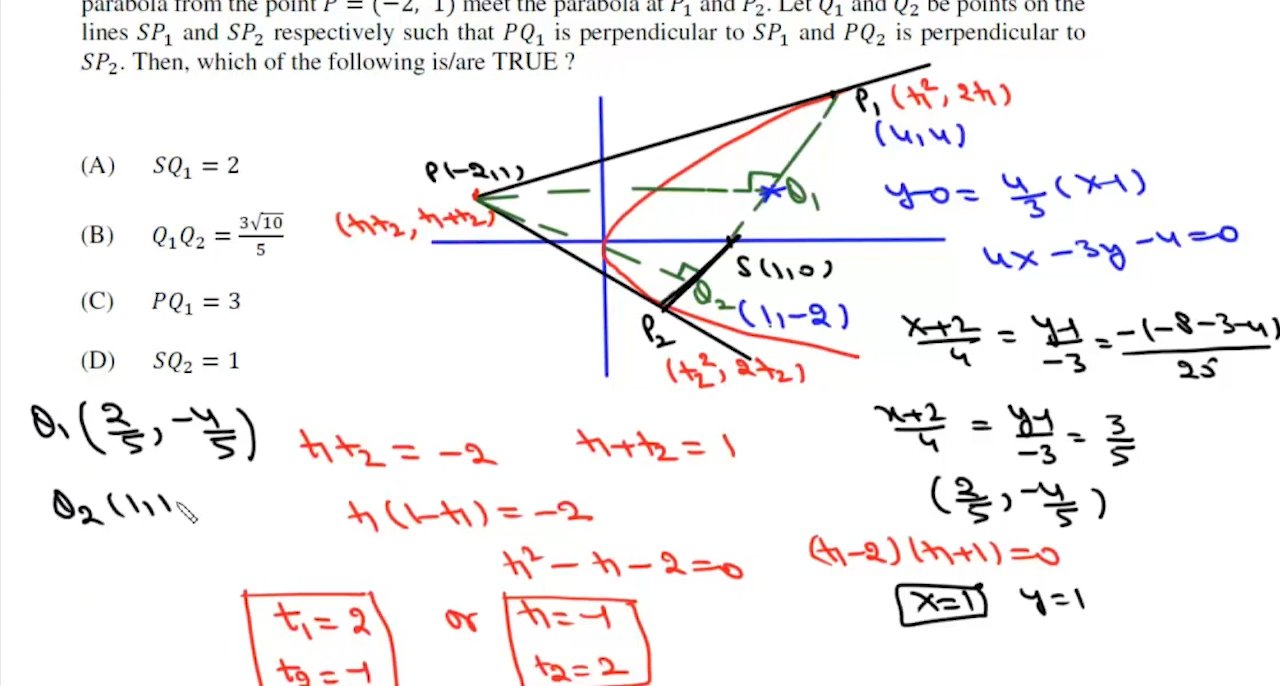 parabola from the point P = (−2, 1) meet the parabola at P₁ and P₂. Let Q₁ and Q₂ be points on the
lines SP₁ and SP₂ respectively such that PQ₁ is perpendicular to SP₁ and PQ₂ is perpendicular to
SP₂. Then, which of the following is/are TRUE ?
P₁ (t₁², 2t₁)
(4,4)
(A) SQ₁ = 2
P(-2,1)
Q₁
y-0 = 4/3 (x-1)
(t₁t₂, t₁+t₂)
(B) Q₁Q₂ = 3√10/5
4x - 3y - 4 = 0
S(1,0)
(C) PQ₁ = 3
Q₂
(1,-2)
P₂
x+2/4 = y-1/-3 = -(-8-3-4)/25
(D) SQ₂ = 1
(t₂², 2t₂)
Q₁ (2/5, -4/5)
t₁t₂ = -2 t₁+t₂ = 1
x+2/4 = y-1/-3 = 3/5
Q₂ (1,1
t₁(1-t₁) = -2
(2/5, -4/5)
t₁² - t₁ - 2 = 0 (t₁-2)(t₁+1) = 0
t₁ = 2 or t₁ = -1
x=1 y=1
t₂ = -1 t₂ = 2